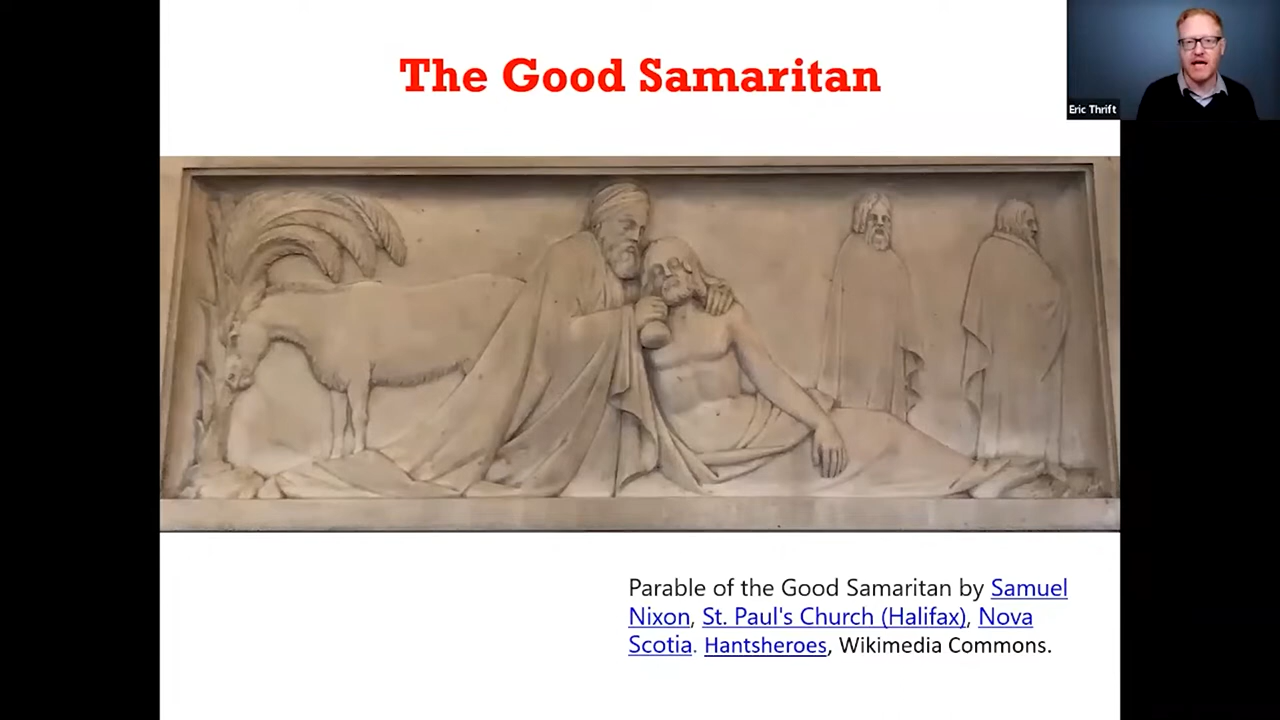 The Good Samaritan
Eric Thrift
Parable of the Good Samaritan by Samuel
Nixon, St. Paul's Church (Halifax), Nova
Scotia. Hantsheroes, Wikimedia Commons.